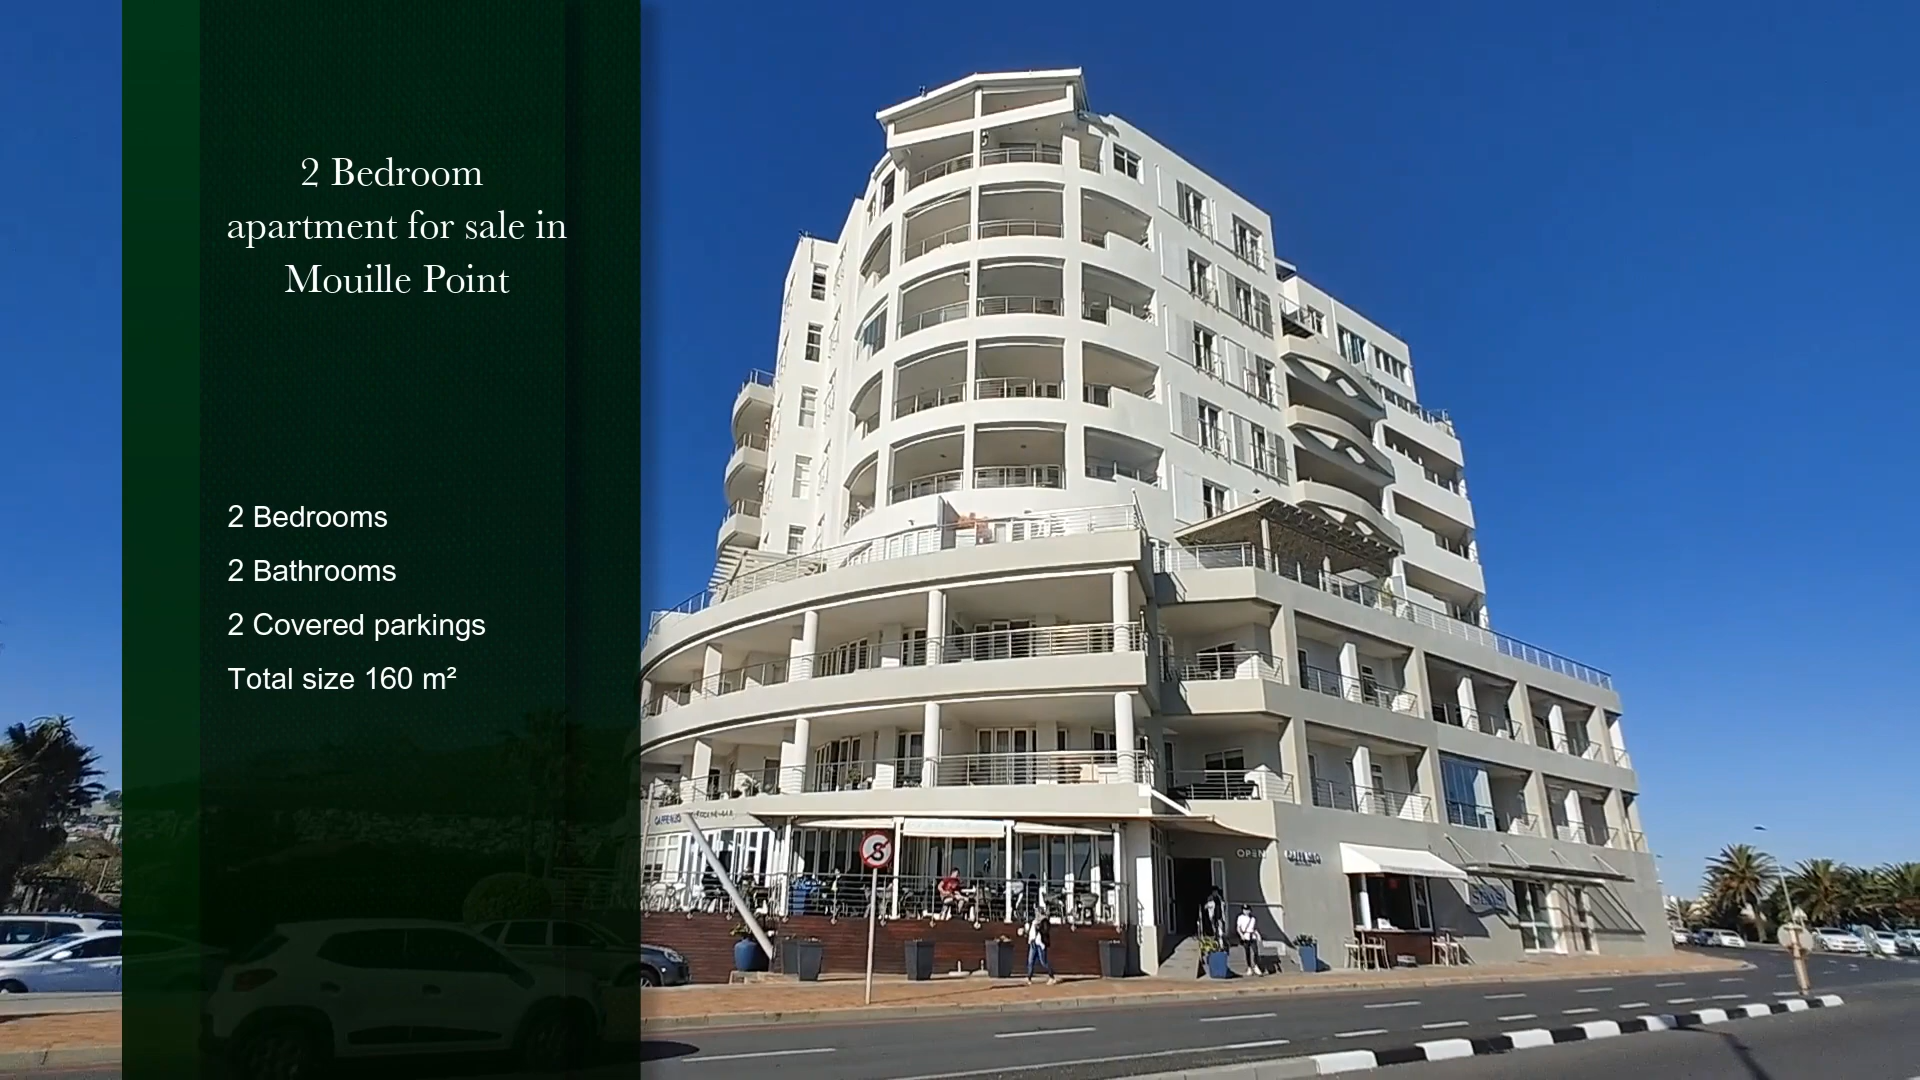 2 Bedroom
apartment for sale in
Mouille Point
2 Bedrooms
2 Bathrooms
2 Covered parkings
Total size 160 m²
OPEN